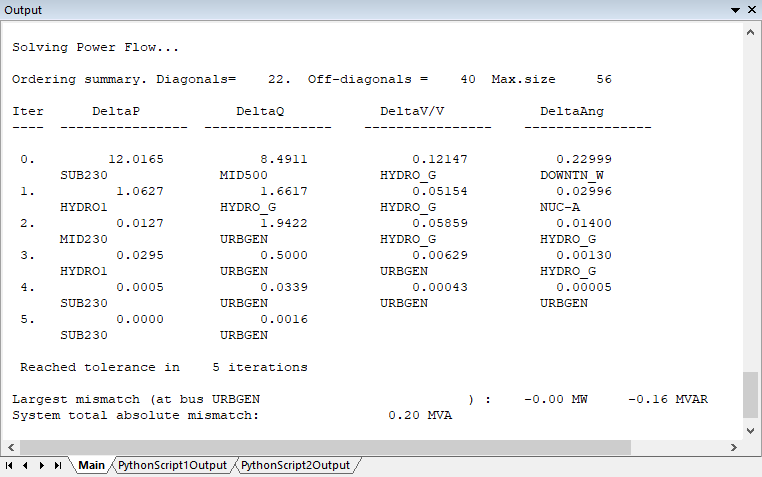 Output
Solving Power Flow...
Ordering summary. Diagonals= 22. Off-diagonals = 40 Max.size 56
Iter DeltaP DeltaQ DeltaV/V DeltaAng
---- ---------------- ---------------- ---------------- ----------------
0. 12.0165 8.4911 0.12147 0.22999
SUB230 MID500 HYDRO_G DOWNTN_W
1. 1.0627 1.6617 0.05154 0.02996
HYDRO1 HYDRO_G HYDRO_G NUC-A
2. 0.0127 1.9422 0.05859 0.01400
MID230 URBGEN HYDRO_G HYDRO_G
3. 0.0295 0.5000 0.00629 0.00130
HYDRO1 URBGEN URBGEN HYDRO_G
4. 0.0005 0.0339 0.00043 0.00005
SUB230 URBGEN URBGEN URBGEN
5. 0.0000 0.0016
SUB230 URBGEN
Reached tolerance in 5 iterations
Largest mismatch (at bus URBGEN ) : -0.00 MW -0.16 MVAR
System total absolute mismatch: 0.20 MVA
Main PythonScript1Output PythonScript2Output